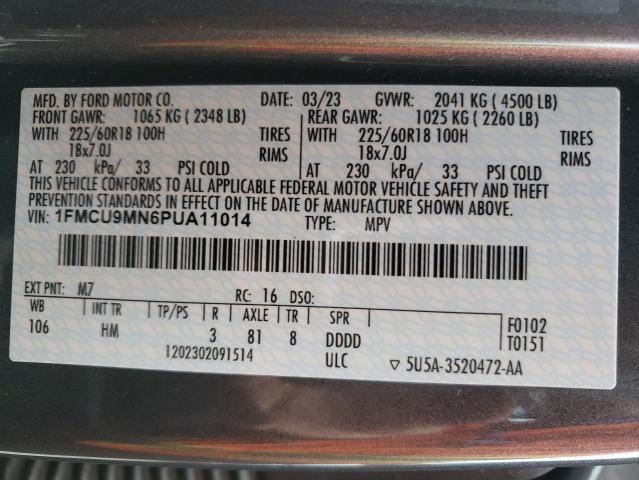 MFD. BY FORD MOTOR CO. DATE: 03/23 GVWR: 2041 KG ( 4500 LB)
FRONT GAWR: 1065 KG ( 2348 LB) REAR GAWR: 1025 KG ( 2260 LB)
WITH 225/60R18 100H TIRES WITH 225/60R18 100H TIRES
18x7.0J RIMS 18x7.0J RIMS
AT 230 kPa/ 33 PSI COLD AT 230 kPa/ 33 PSI COLD
THIS VEHICLE CONFORMS TO ALL APPLICABLE FEDERAL MOTOR VEHICLE SAFETY AND THEFT
PREVENTION STANDARDS IN EFFECT ON THE DATE OF MANUFACTURE SHOWN ABOVE.
VIN: 1FMCU9MN6PUA11014 TYPE: MPV
EXT PNT: M7 RC: 16 DSO:
WB INT TR TP/PS R AXLE TR SPR F0102
106 HM 3 81 8 DDDD T0151
1202302091514 ULC ▽ 5U5A-3520472-AA